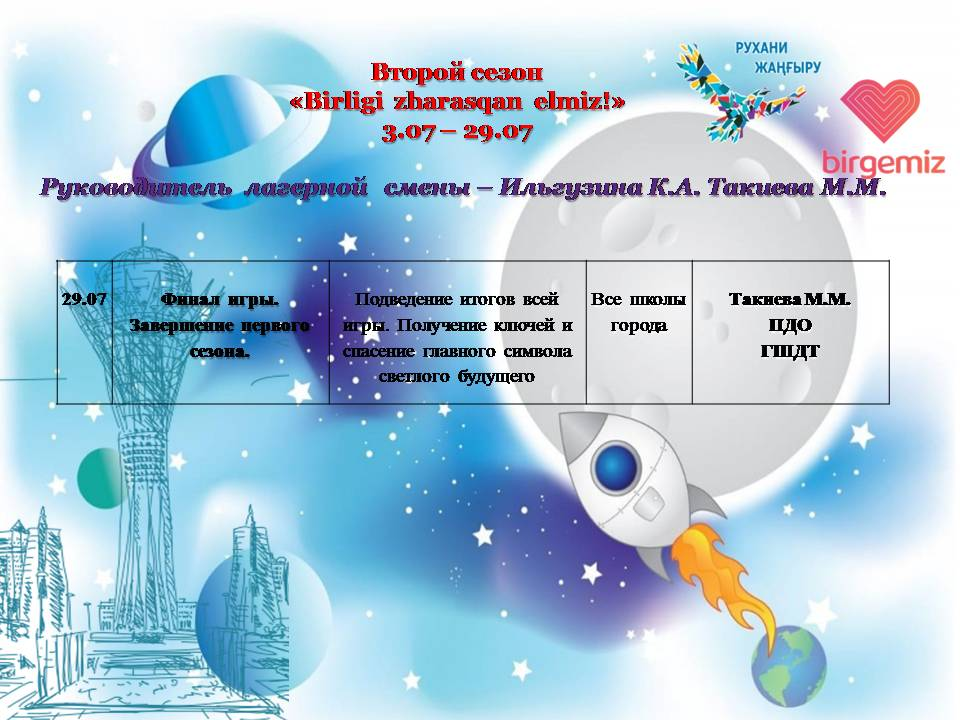 РУХАНИ
ЖАҢҒЫРУ
birgemiz
Второй сезон
«Birligi zharasqan elmiz!»
3.07 – 29.07
Руководитель лагерной смены – Ильгузина К.А. Такиева М.М.
29.07
Финал игры.
Завершение первого
сезона.
Подведение итогов всей
игры. Получение ключей и
спасение главного символа
светлого будущего
Все школы
города
Такиева М.М.
ПДО
ГШДТ